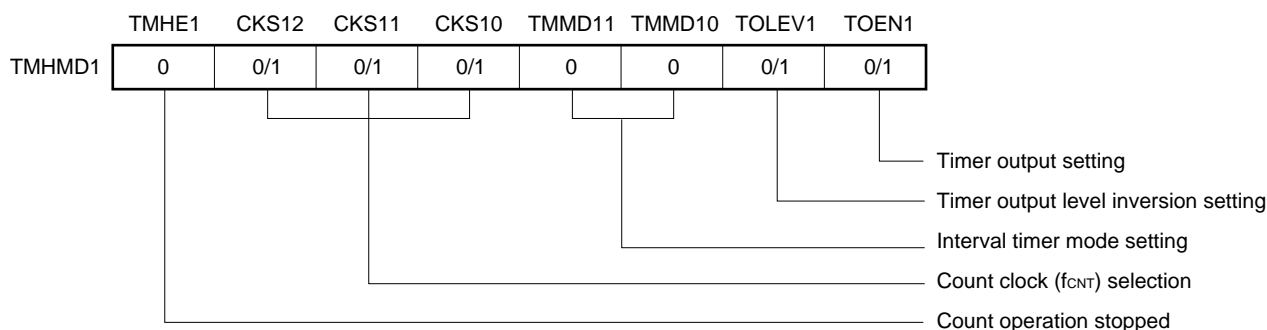 TMHE1 CKS12 CKS11 CKS10 TMMD11 TMMD10 TOLEV1 TOEN1
TMHMD1 0 0/1 0/1 0/1 0 0 0/1 0/1
Timer output setting
Timer output level inversion setting
Interval timer mode setting
Count clock (fCNT) selection
Count operation stopped